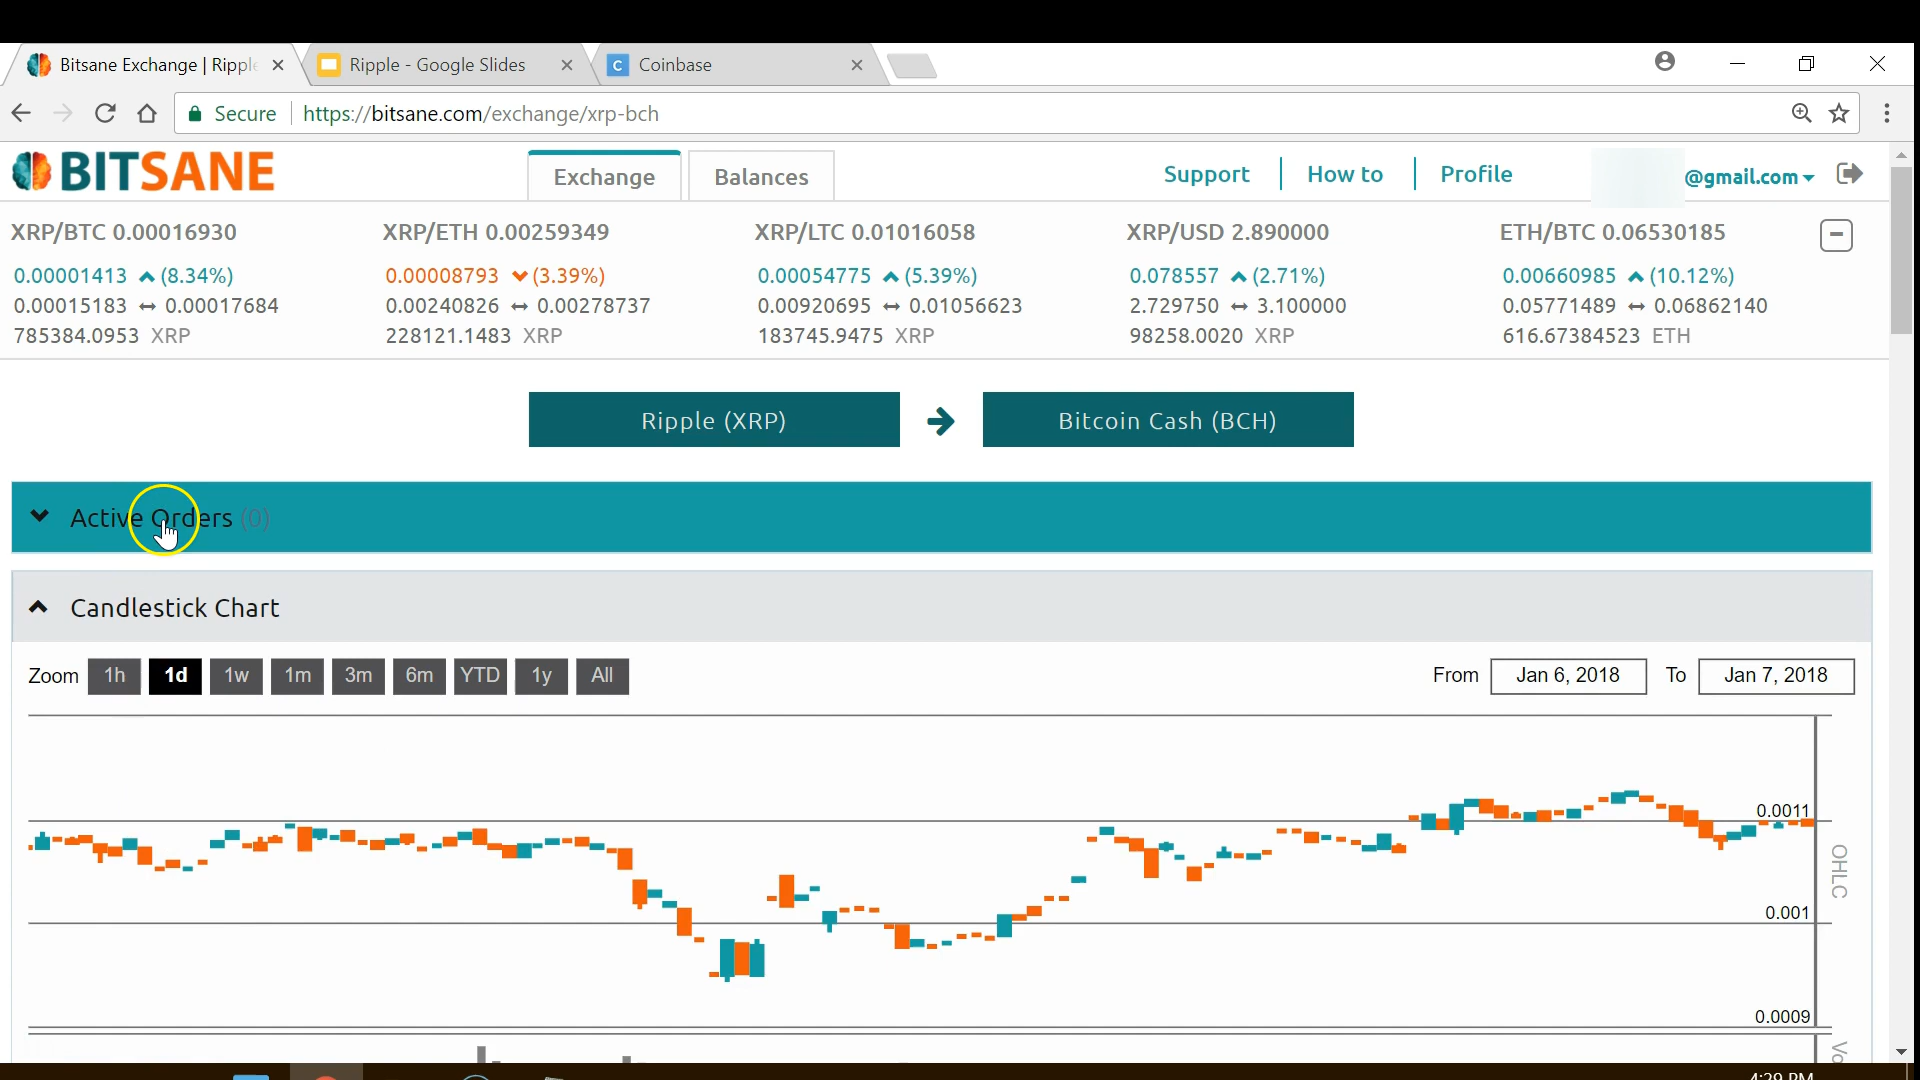 Bitsane Exchange | Ripple
Ripple - Google Slides
Coinbase
Secure
https://bitsane.com/exchange/xrp-bch
BITSANE
Exchange
Balances
Support
How to
Profile
@gmail.com
XRP/BTC 0.00016930
0.00001413 (8.34%)
0.00015183 ↔ 0.00017684
785384.0953 XRP
XRP/ETH 0.00259349
0.00008793 (3.39%)
0.00240826 ↔ 0.00278737
228121.1483 XRP
XRP/LTC 0.01016058
0.00054775 (5.39%)
0.00920695 ↔ 0.01056623
183745.9475 XRP
XRP/USD 2.890000
0.078557 (2.71%)
2.729750 ↔ 3.100000
98258.0020 XRP
ETH/BTC 0.06530185
0.00660985 (10.12%)
0.05771489 ↔ 0.06862140
616.67384523 ETH
Ripple (XRP)
Bitcoin Cash (BCH)
Active Orders (0)
Candlestick Chart
Zoom 1h 1d 1w 1m 3m 6m YTD 1y All
From Jan 6, 2018 To Jan 7, 2018
0.0011
OHLC
0.001
0.0009
4:29 PM